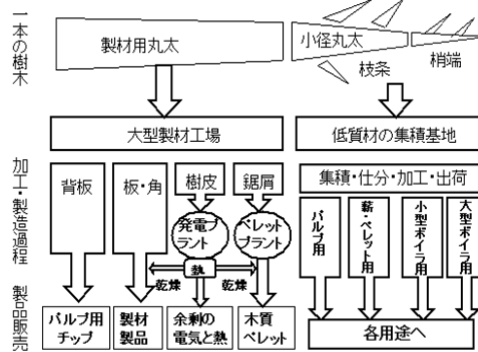 一本の樹木
製材用丸太
小径丸太
枝条
梢端
大型製材工場
低質材の集積基地
加工・製造過程
背板
板・角
樹皮
鋸屑
集積・仕分・加工・出荷
発電プ
ラント
ペレット
プラント
熱
乾燥
乾燥
パルプ用
薪・ペレット用
小型ボイラ用
大型ボイラ用
製品販売
パルプ用
チップ
製材
製品
余剰の
電気と熱
木質
ペレット
各用途へ